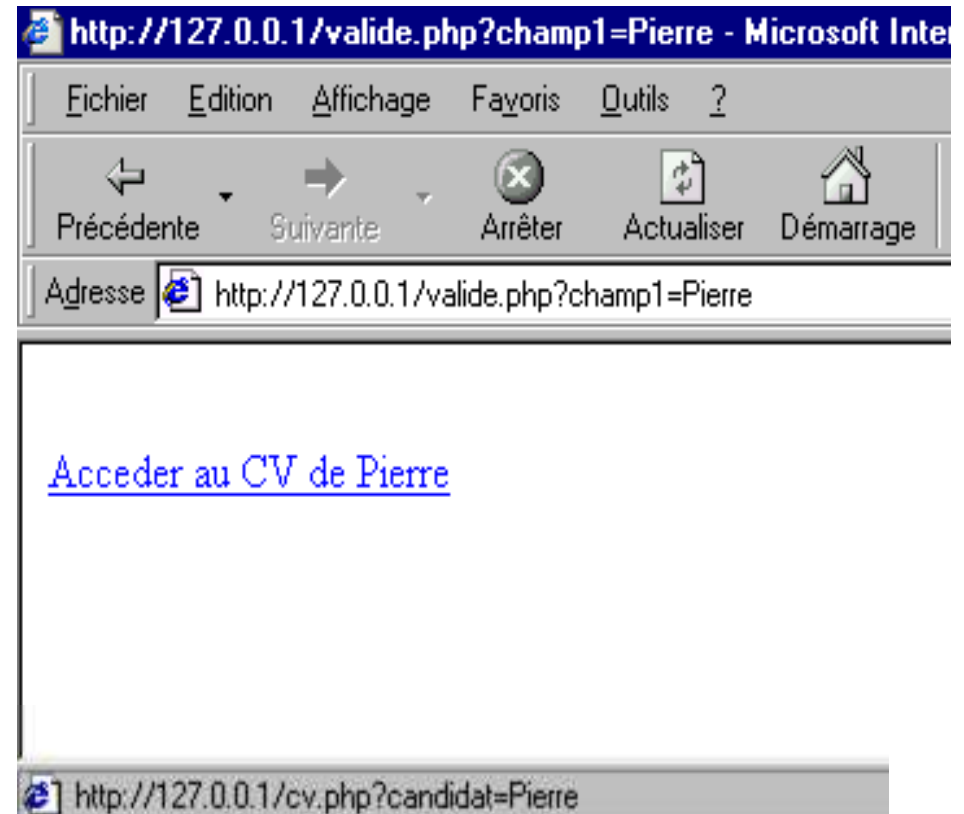 http://127.0.0.1/valide.php?champ1=Pierre - Microsoft Inte
Fichier Edition Affichage Favoris Outils ?
Précédente Suivante Arrêter Actualiser Démarrage
Adresse http://127.0.0.1/valide.php?champ1=Pierre
Acceder au CV de Pierre
http://127.0.0.1/cv.php?candidat=Pierre